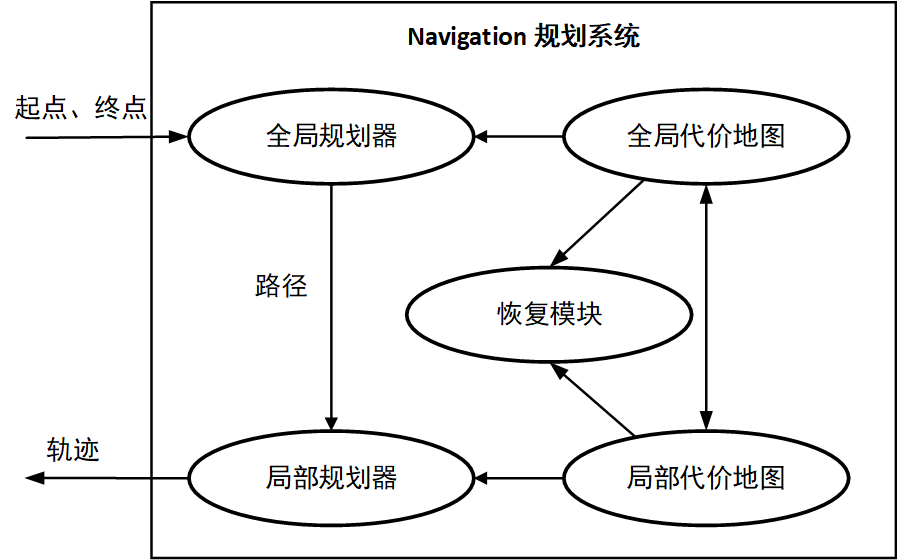 Navigation 规划系统
起点、终点
全局规划器
全局代价地图
路径
恢复模块
轨迹
局部规划器
局部代价地图